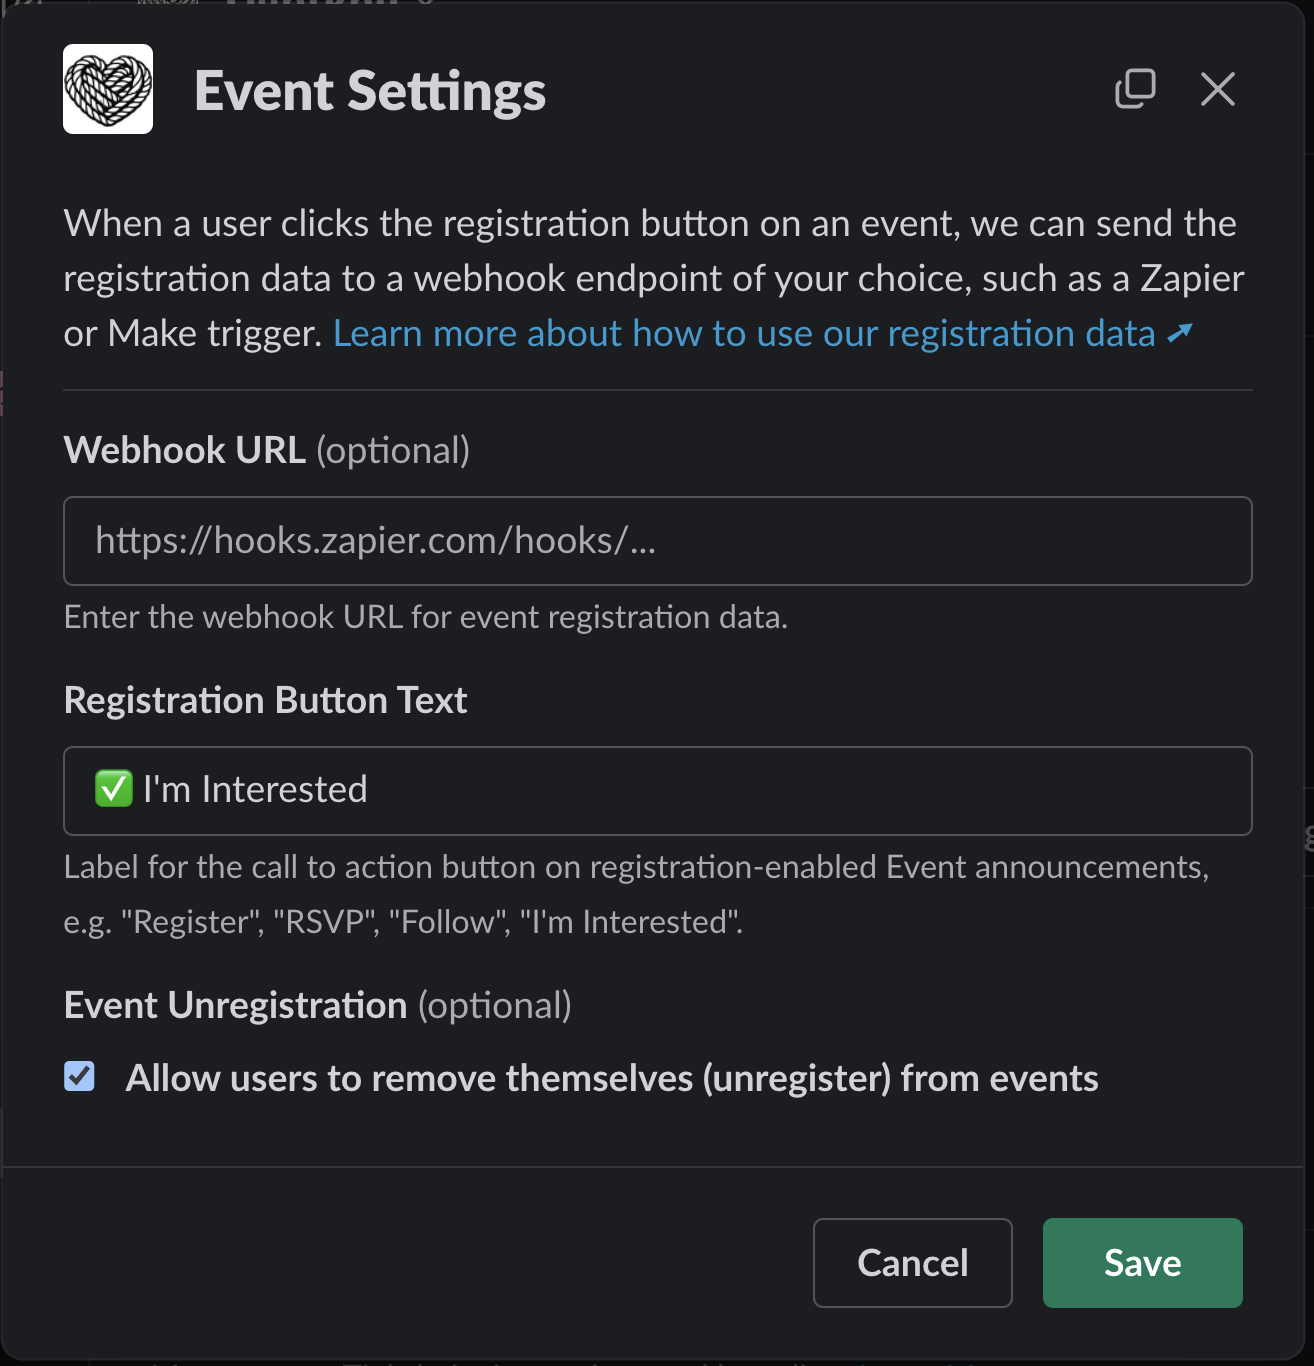 Event Settings
When a user clicks the registration button on an event, we can send the
registration data to a webhook endpoint of your choice, such as a Zapier
or Make trigger. Learn more about how to use our registration data ↗
Webhook URL (optional)
https://hooks.zapier.com/hooks/...
Enter the webhook URL for event registration data.
Registration Button Text
✅ I'm Interested
Label for the call to action button on registration-enabled Event announcements,
e.g. "Register", "RSVP", "Follow", "I'm Interested".
Event Unregistration (optional)
Allow users to remove themselves (unregister) from events
Cancel
Save